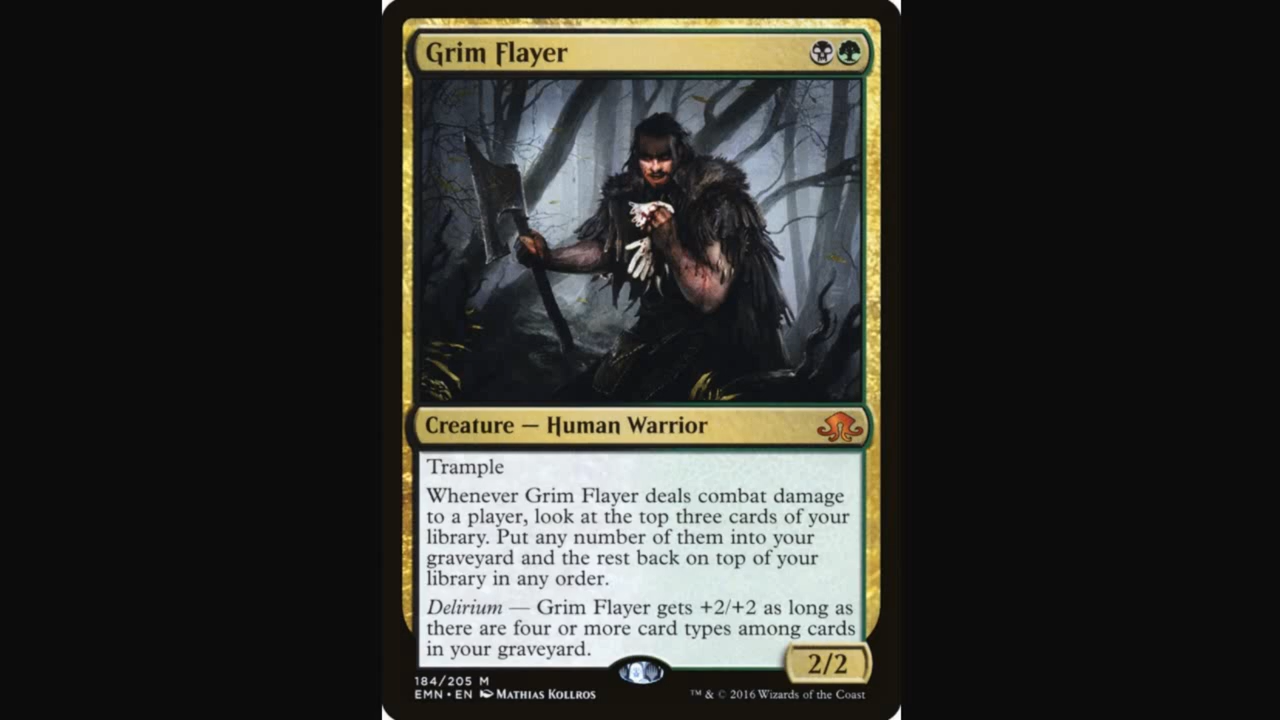 Grim Flayer
Creature — Human Warrior
Trample
Whenever Grim Flayer deals combat damage
to a player, look at the top three cards of your
library. Put any number of them into your
graveyard and the rest back on top of your
library in any order.
Delirium — Grim Flayer gets +2/+2 as long as
there are four or more card types among cards
in your graveyard.
2/2
184/205 M
EMN • EN Mathias Kollros
™ & © 2016 Wizards of the Coast